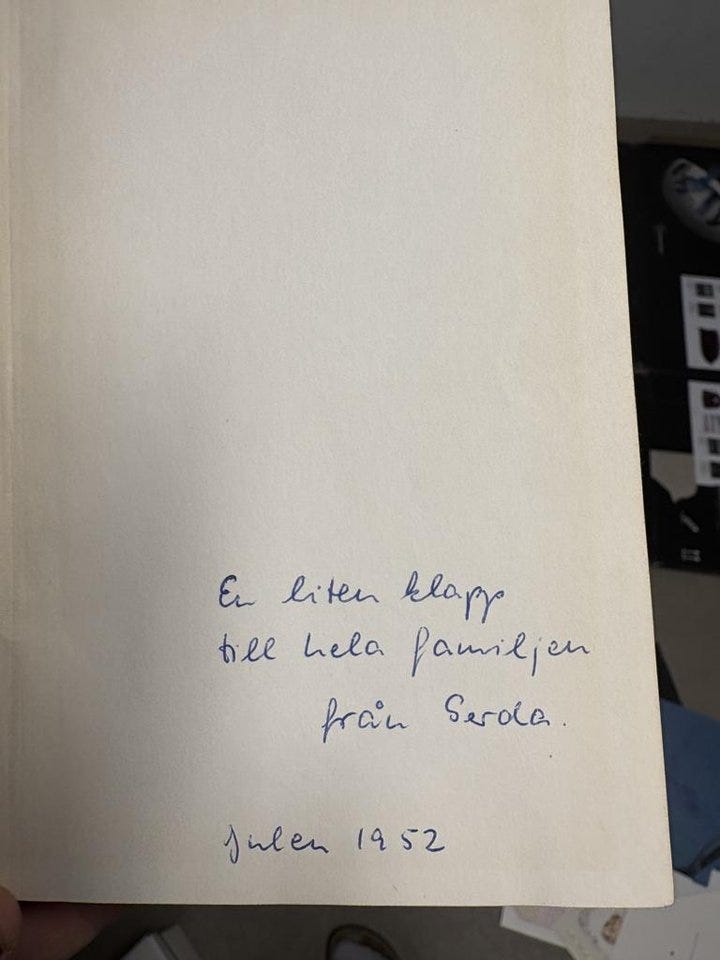 En liten klapp
till hela familjen
från Gerda.
Julen 1952